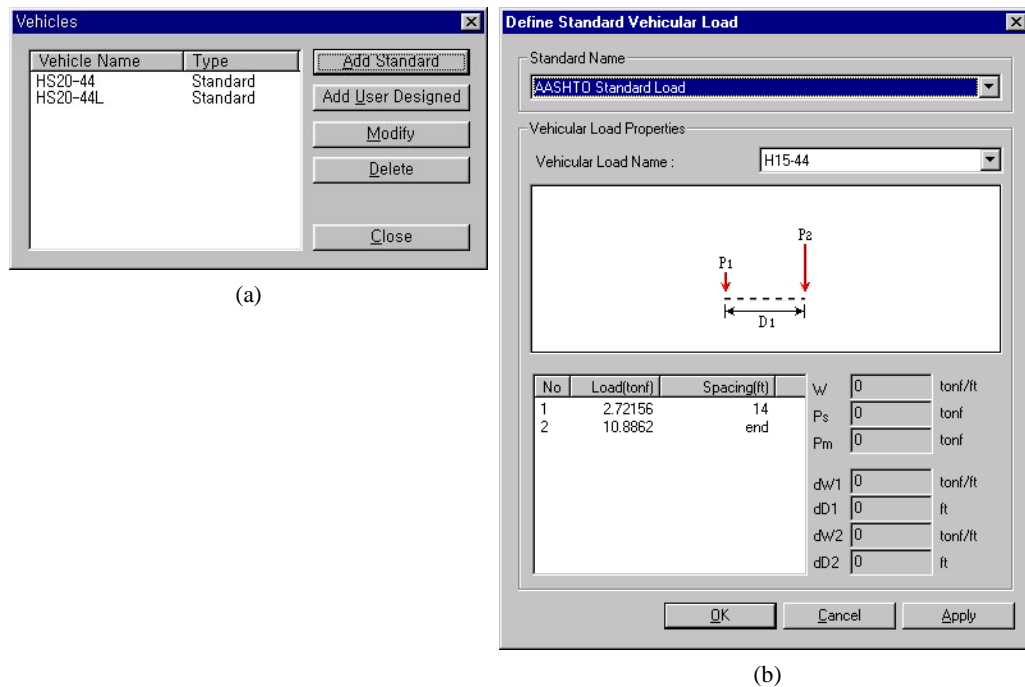 Vehicles
Vehicle Name Type
HS20-44 Standard
HS20-44L Standard
Add Standard
Add User Designed
Modify
Delete
Close
(a)
Define Standard Vehicular Load
Standard Name
AASHTO Standard Load
Vehicular Load Properties
Vehicular Load Name : H15-44
P2
P1
D1
No Load(tonf) Spacing(ft)
1 2.72156 14
2 10.8862 end
W 0 tonf/ft
Ps 0 tonf
Pm 0 tonf
dW1 0 tonf/ft
dD1 0 ft
dW2 0 tonf/ft
dD2 0 ft
OK Cancel Apply
(b)